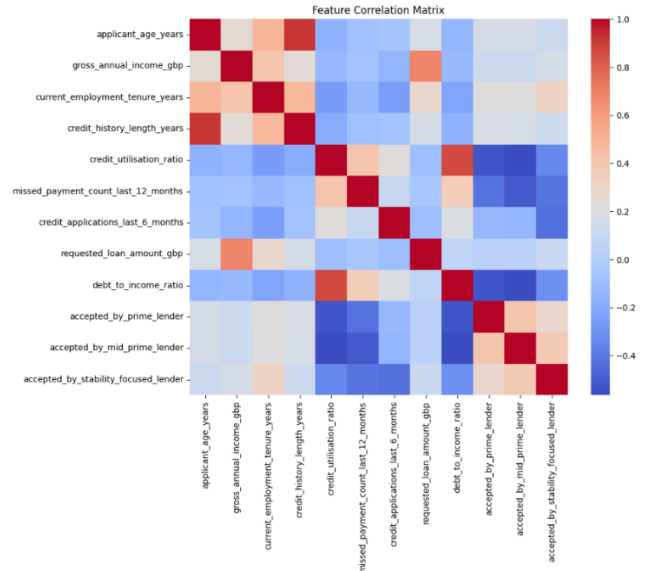 Feature Correlation Matrix
applicant_age_years
gross_annual_income_gbp
current_employment_tenure_years
credit_history_length_years
credit_utilisation_ratio
missed_payment_count_last_12_months
credit_applications_last_6_months
requested_loan_amount_gbp
debt_to_income_ratio
accepted_by_prime_lender
accepted_by_mid_prime_lender
accepted_by_stability_focused_lender
applicant_age_years
gross_annual_income_gbp
current_employment_tenure_years
credit_history_length_years
credit_utilisation_ratio
missed_payment_count_last_12_months
credit_applications_last_6_months
requested_loan_amount_gbp
debt_to_income_ratio
accepted_by_prime_lender
accepted_by_mid_prime_lender
accepted_by_stability_focused_lender
1.0
0.8
0.6
0.4
0.2
0.0
−0.2
−0.4